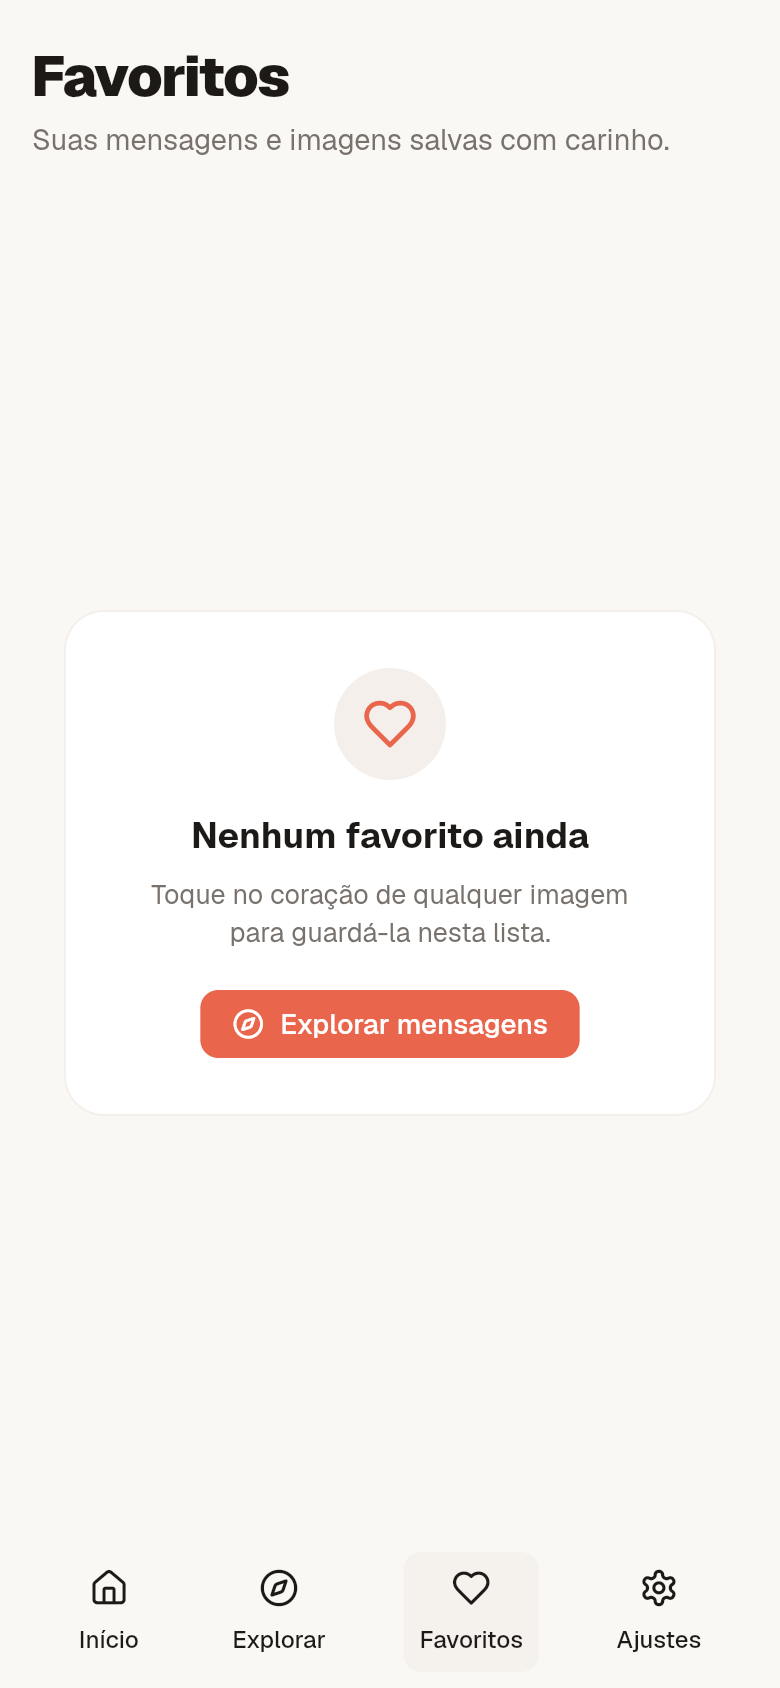 Favoritos
Suas mensagens e imagens salvas com carinho.
Nenhum favorito ainda
Toque no coração de qualquer imagem
para guardá-la nesta lista.
Explorar mensagens
Início
Explorar
Favoritos
Ajustes